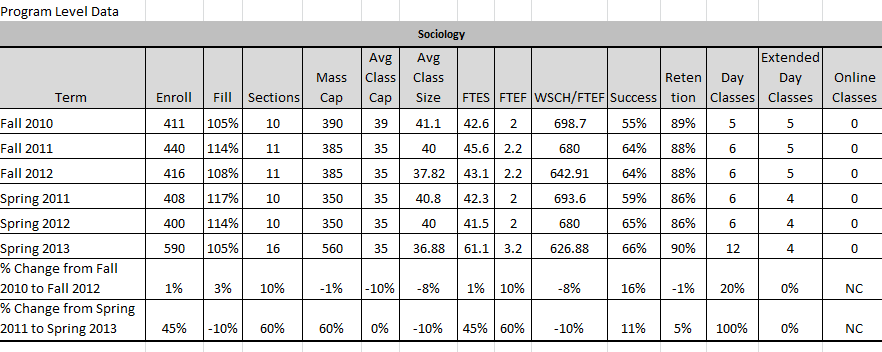 Program Level Data
Sociology
Term Enroll Fill Sections Mass Cap Avg Class Cap Avg Class Size FTES FTEF WSCH/FTEF Success Reten tion Day Classes Extended Day Classes Online Classes
Fall 2010 411 105% 10 390 39 41.1 42.6 2 698.7 55% 89% 5 5 0
Fall 2011 440 114% 11 385 35 40 45.6 2.2 680 64% 88% 6 5 0
Fall 2012 416 108% 11 385 35 37.82 43.1 2.2 642.91 64% 88% 6 5 0
Spring 2011 408 117% 10 350 35 40.8 42.3 2 693.6 59% 86% 6 4 0
Spring 2012 400 114% 10 350 35 40 41.5 2 680 65% 86% 6 4 0
Spring 2013 590 105% 16 560 35 36.88 61.1 3.2 626.88 66% 90% 12 4 0
% Change from Fall
2010 to Fall 2012 1% 3% 10% -1% -10% -8% 1% 10% -8% 16% -1% 20% 0% NC
% Change from Spring
2011 to Spring 2013 45% -10% 60% 60% 0% -10% 45% 60% -10% 11% 5% 100% 0% NC